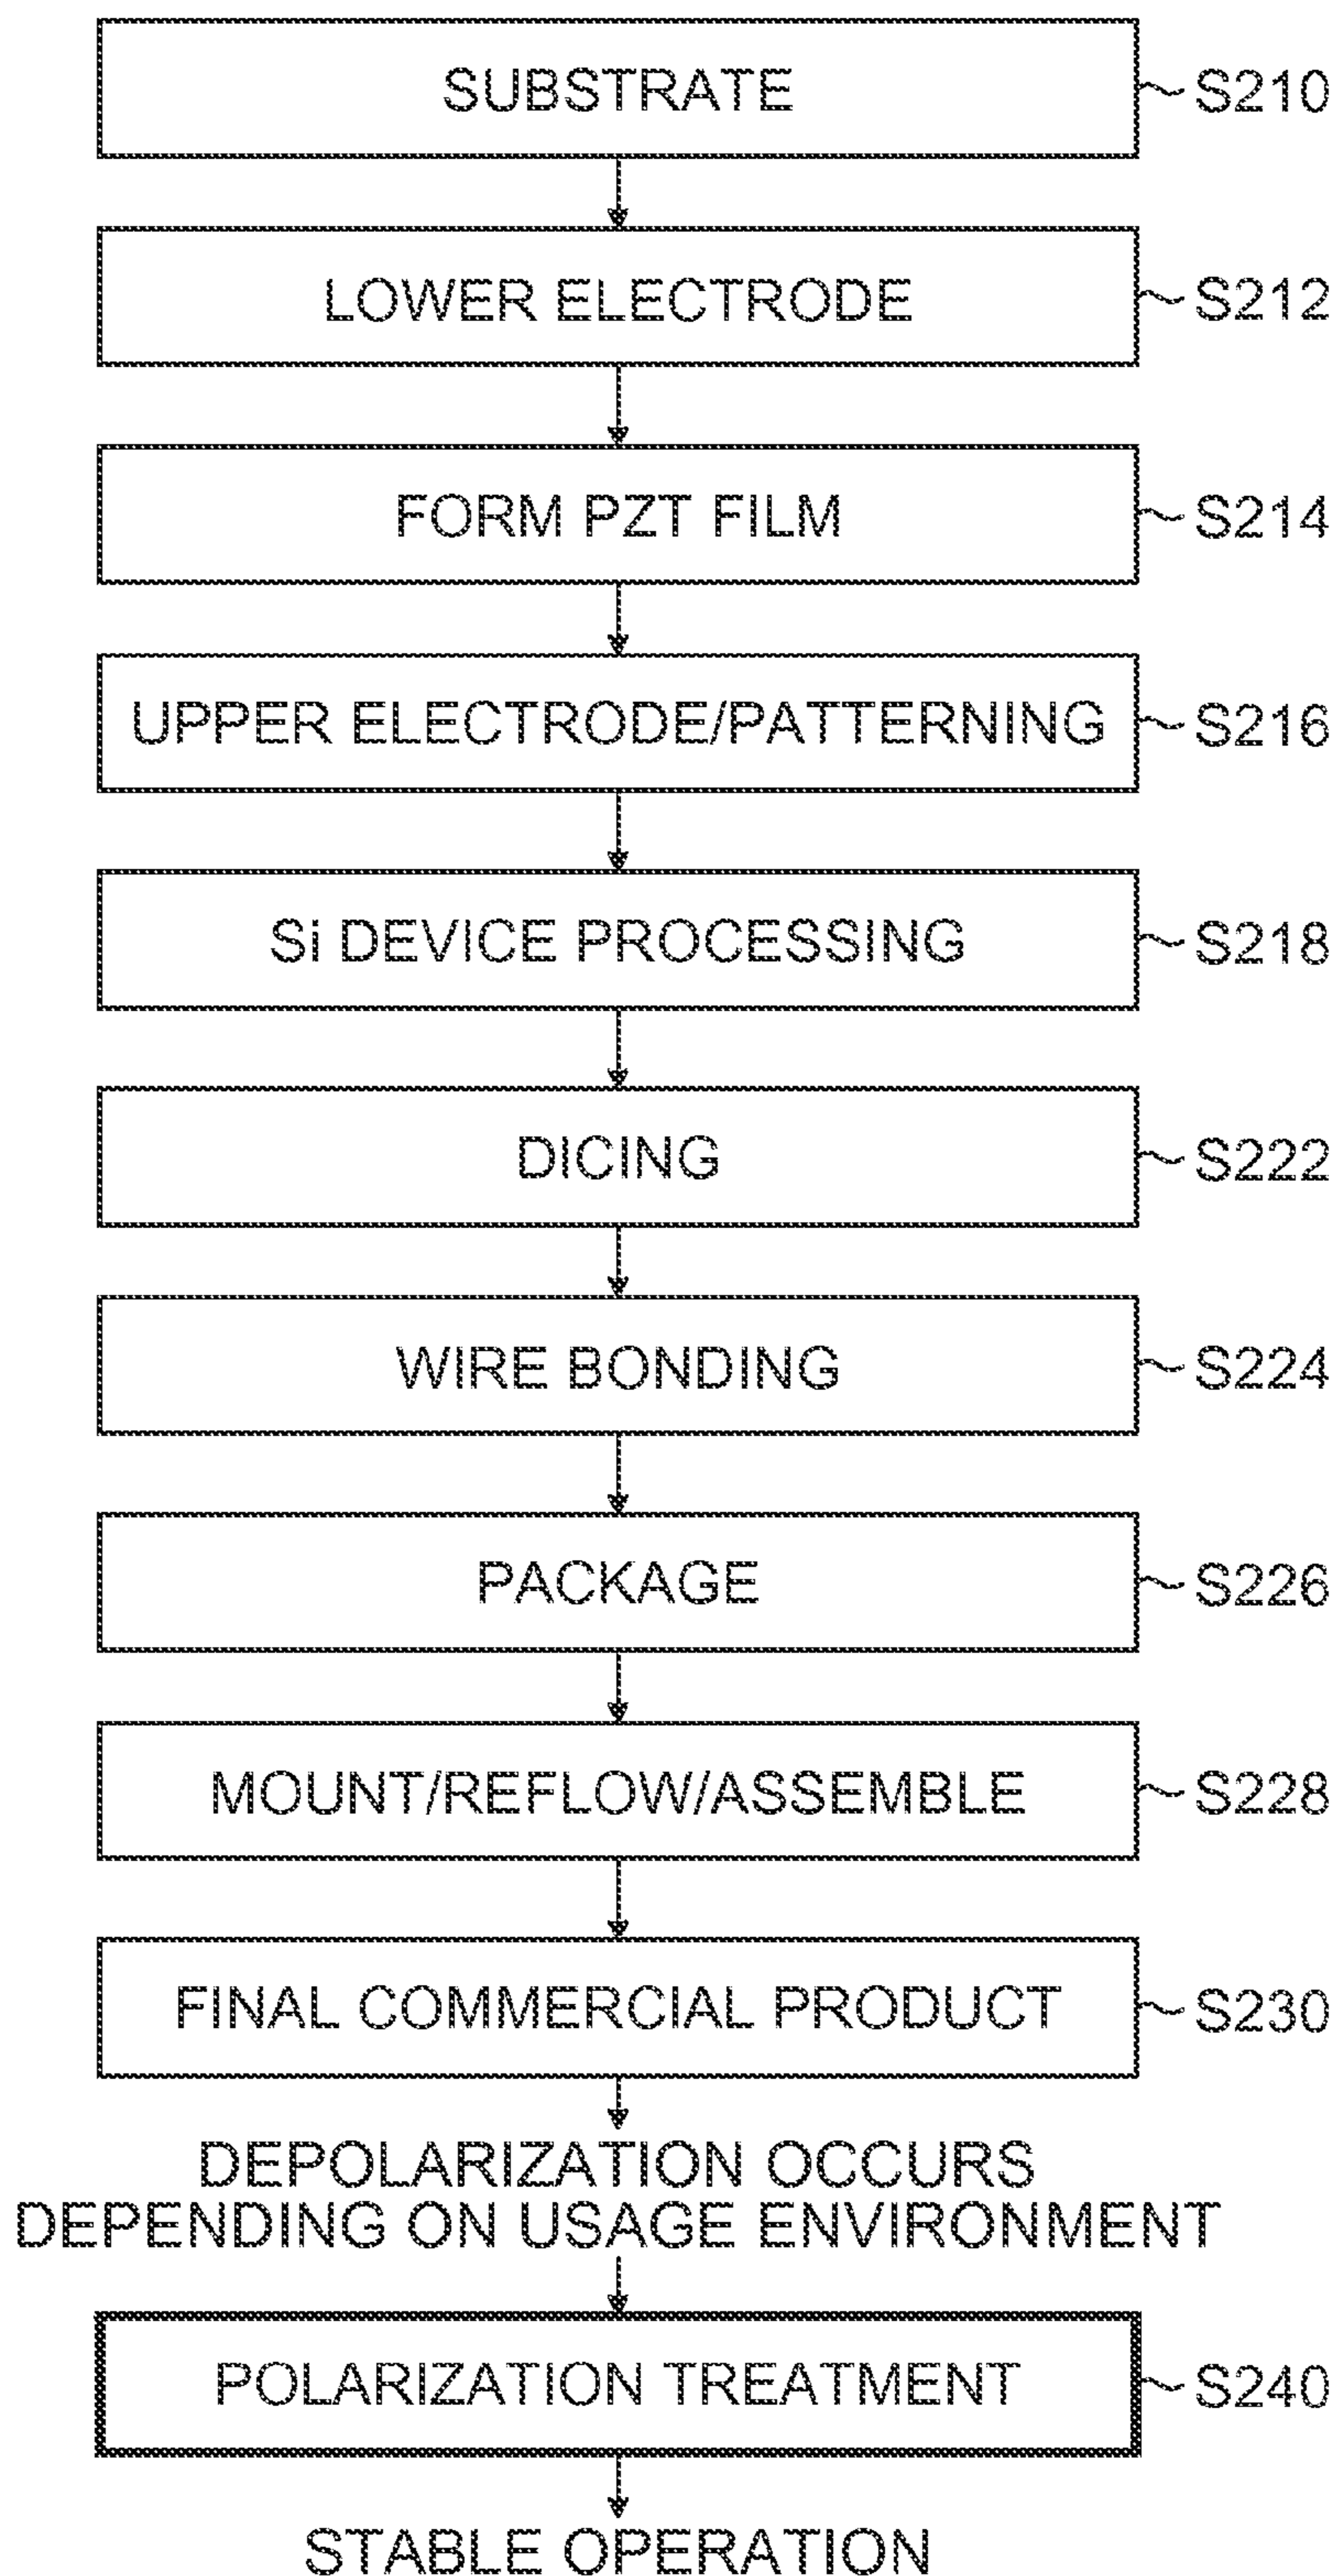 SUBSTRATE S210
LOWER ELECTRODE S212
FORM PZT FILM S214
UPPER ELECTRODE/PATTERNING S216
Si DEVICE PROCESSING S218
DICING S222
WIRE BONDING S224
PACKAGE S226
MOUNT/REFLOW/ASSEMBLE S228
FINAL COMMERCIAL PRODUCT S230
DEPOLARIZATION OCCURS
DEPENDING ON USAGE ENVIRONMENT
POLARIZATION TREATMENT S240
STABLE OPERATION